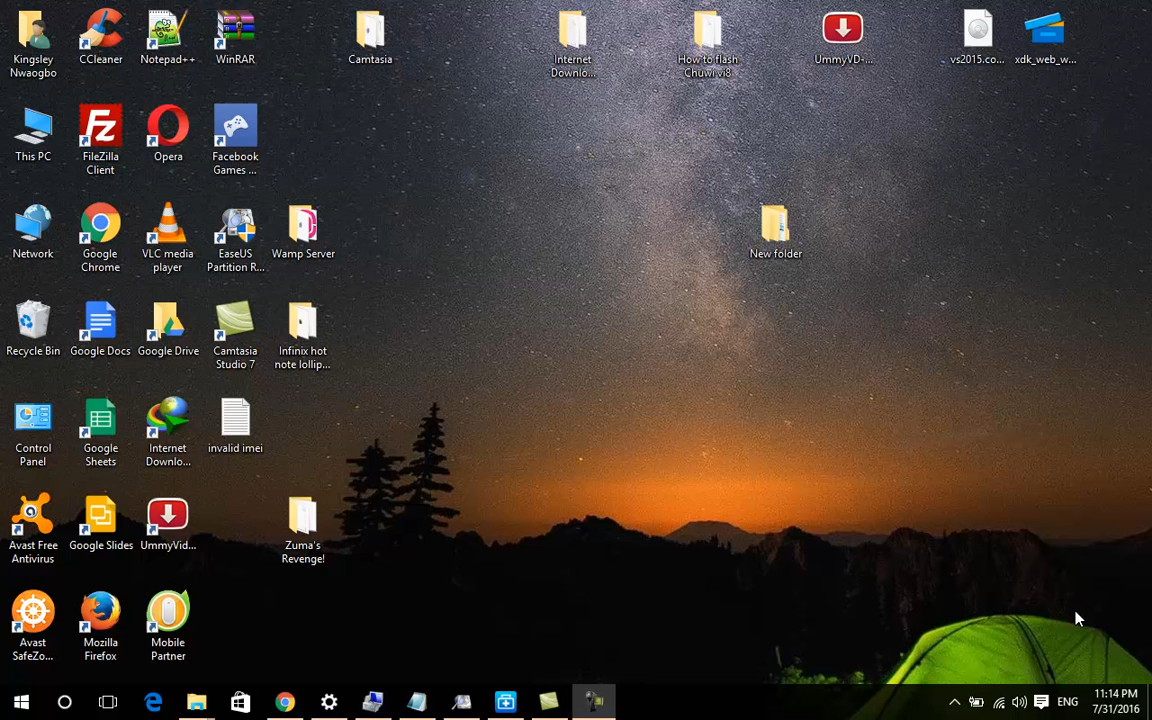 Kingsley
Nwaogbo
CCleaner
Notepad++
WinRAR
Camtasia
Internet
Downlo...
How to flash
Chuwi vi8
UmmyVD-...
vs2015.co...
xdk_web_w...
This PC
FileZilla
Client
Opera
Facebook
Games ...
Network
Google
Chrome
VLC media
player
EaseUS
Partition R...
Wamp Server
New folder
Recycle Bin
Google Docs
Google Drive
Camtasia
Studio 7
Infinix hot
note lollip...
Control
Panel
Google
Sheets
Internet
Downlo...
invalid imei
Avast Free
Antivirus
Google Slides
UmmyVid...
Zuma's
Revenge!
Avast
SafeZo...
Mozilla
Firefox
Mobile
Partner
ENG
11:14 PM
7/31/2016